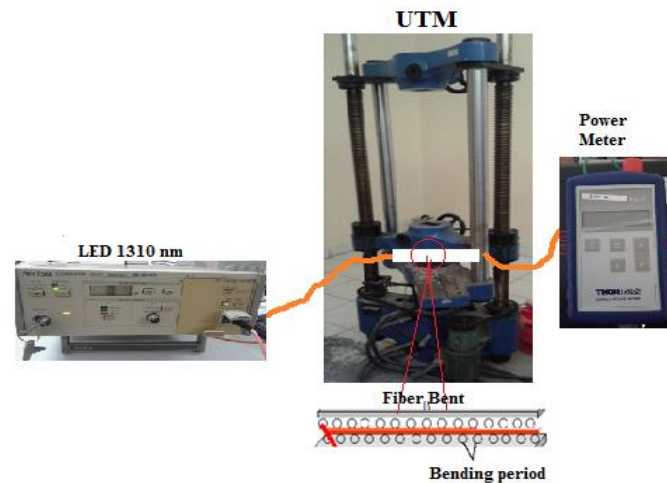 UTM
Power
Meter
LED 1310 nm
THORLABS
Fiber Bent
Bending period